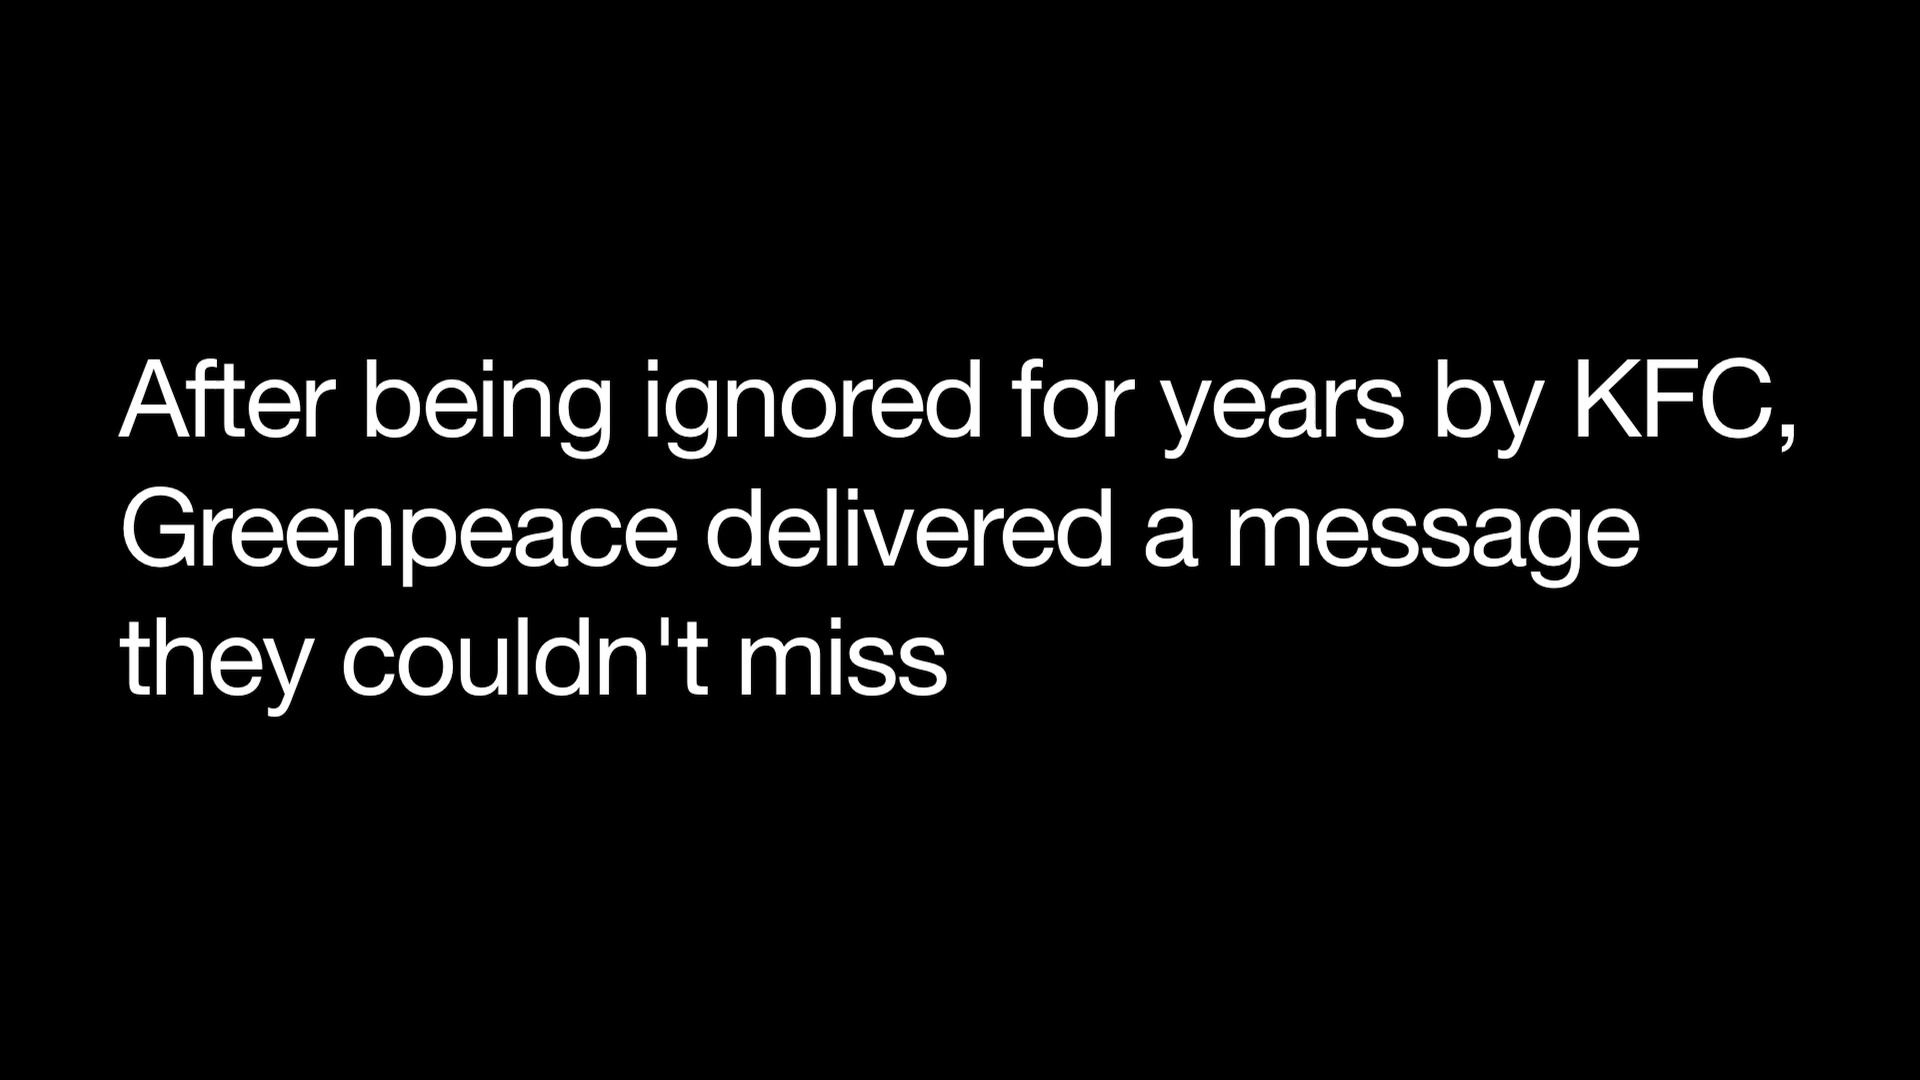 After being ignored for years by KFC,
Greenpeace delivered a message
they couldn't miss